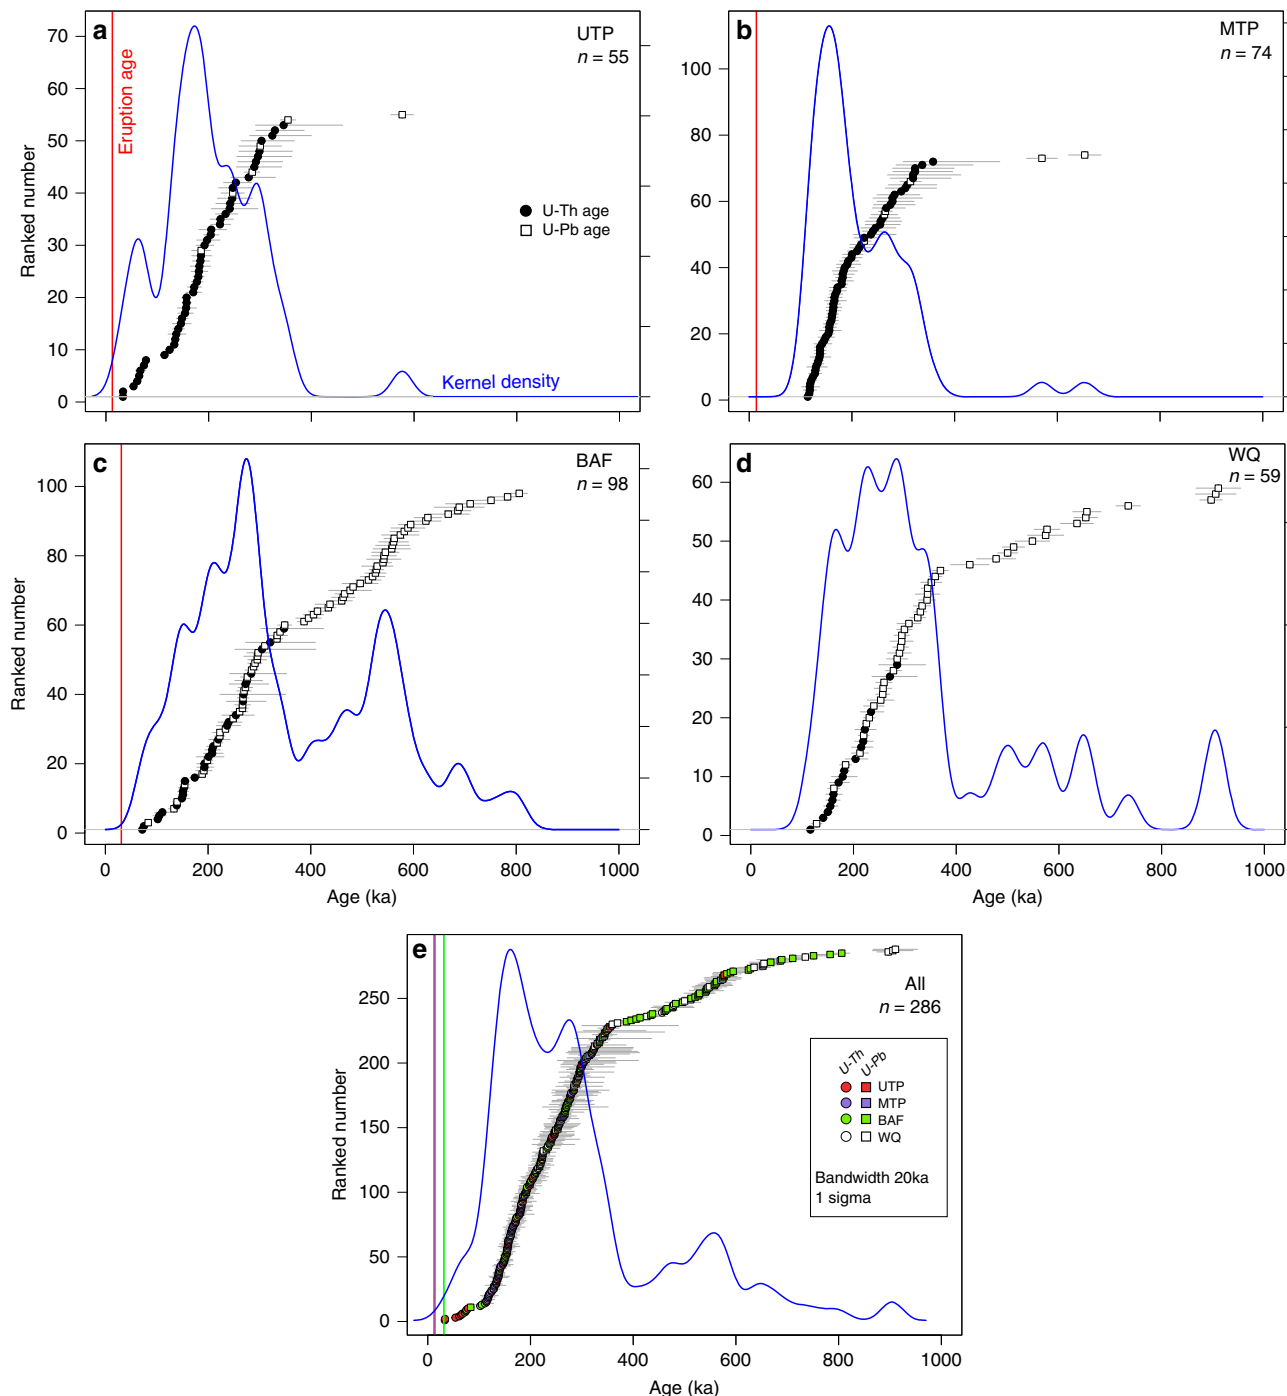 a
UTP
n = 55
Eruption age
U-Th age
U-Pb age
Kernel density
Ranked number
70
60
50
40
30
20
10
0
b
MTP
n = 74
100
80
60
40
20
0
c
BAF
n = 98
Ranked number
100
80
60
40
20
0
0 200 400 600 800 1000
Age (ka)
d
WQ
n = 59
60
50
40
30
20
10
0
0 200 400 600 800 1000
Age (ka)
e
All
n = 286
U-Th U-Pb
UTP
MTP
BAF
WQ
Bandwidth 20ka
1 sigma
Ranked number
250
200
150
100
50
0
0 200 400 600 800 1000
Age (ka)